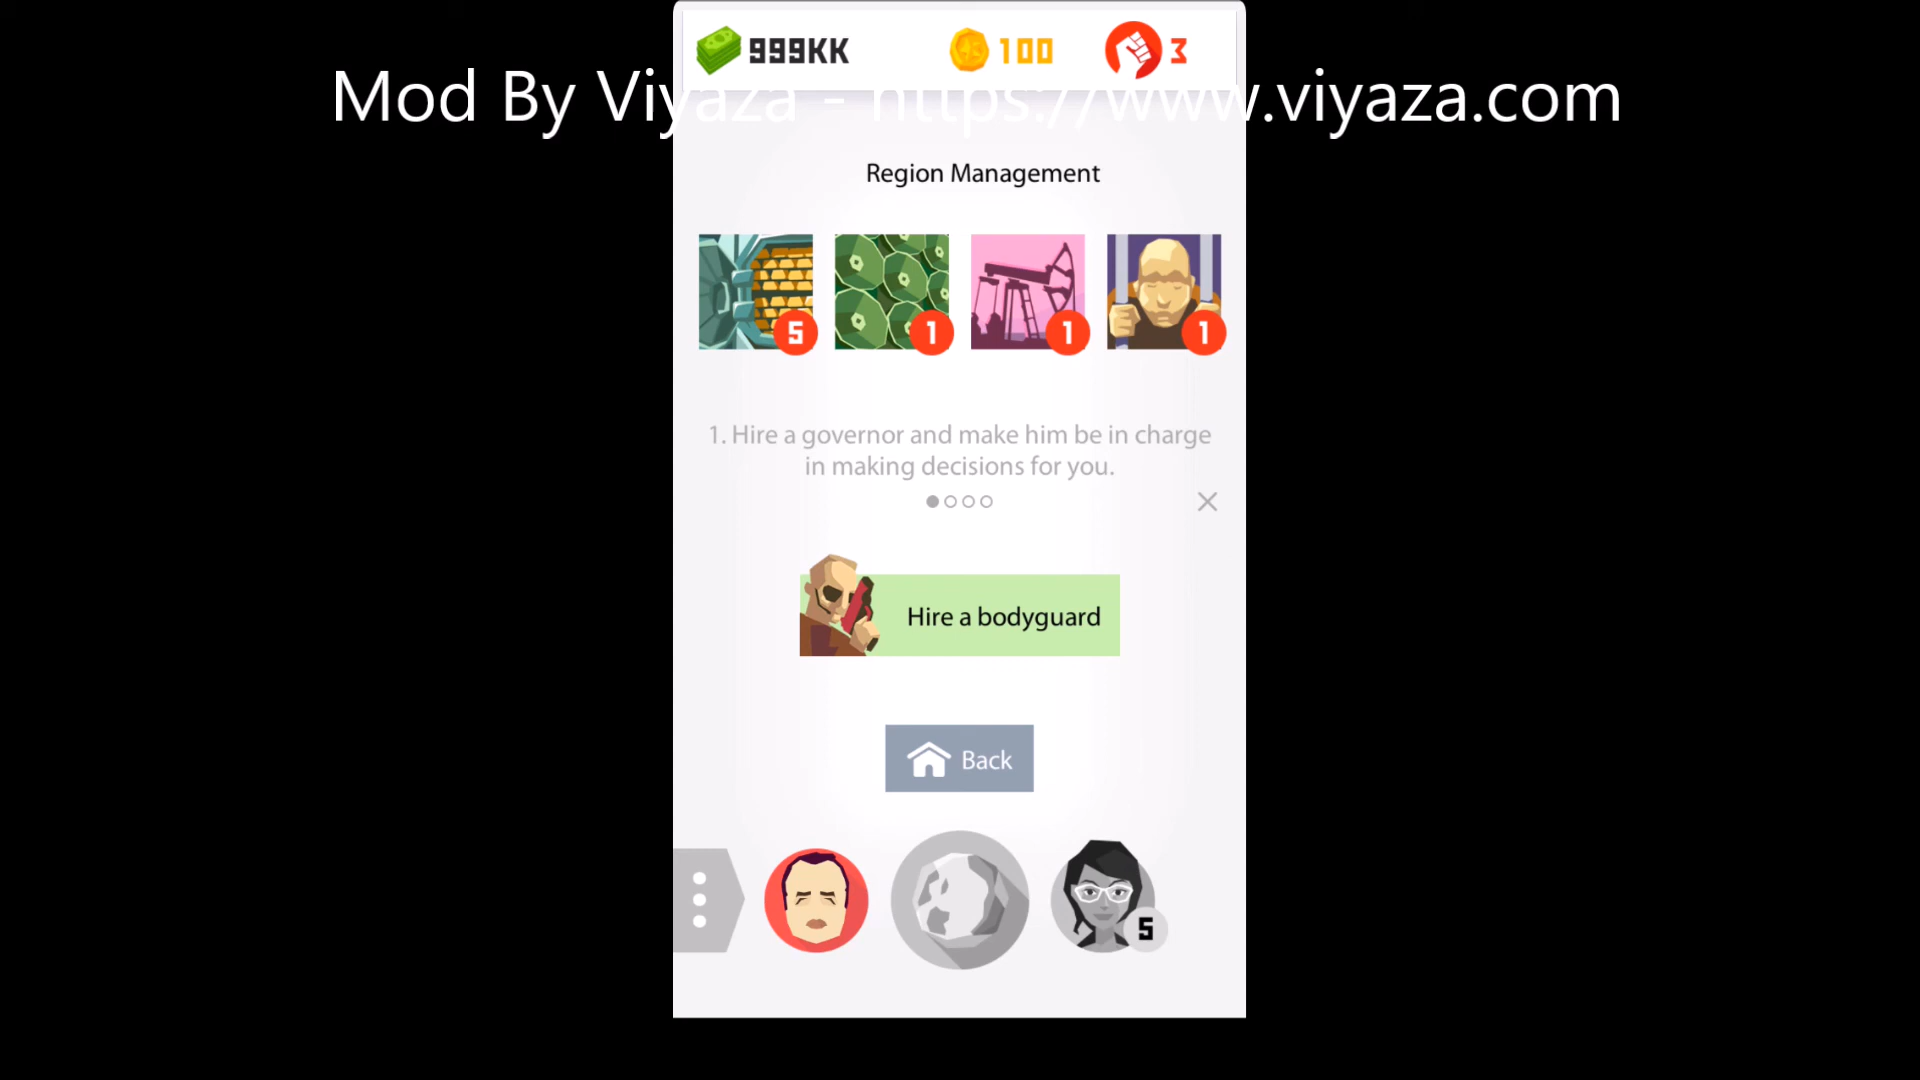 999KK 100 3
Mod By Viyaza - https://www.viyaza.com
Region Management
5 1 1 1
1. Hire a governor and make him be in charge
in making decisions for you.
Hire a bodyguard
Back
5